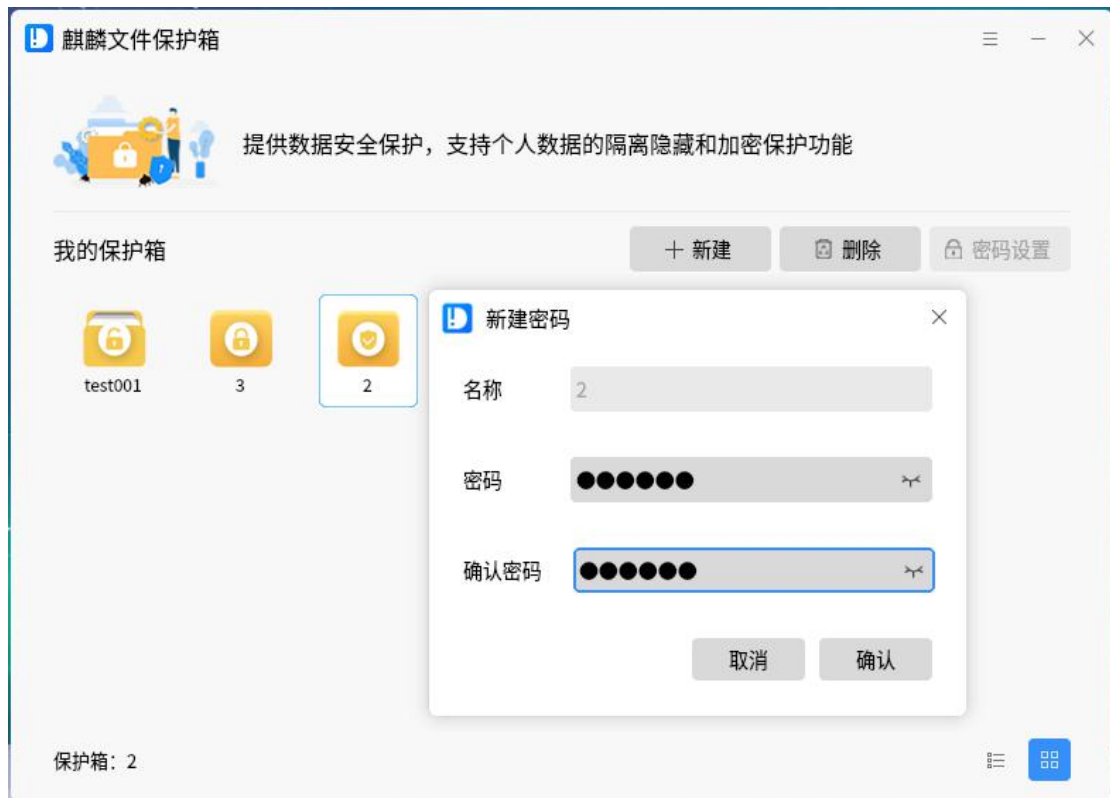 麒麟文件保护箱
提供数据安全保护，支持个人数据的隔离隐藏和加密保护功能
我的保护箱
新建
删除
密码设置
test001
3
2
新建密码
名称
2
密码
确认密码
取消
确认
保护箱：2